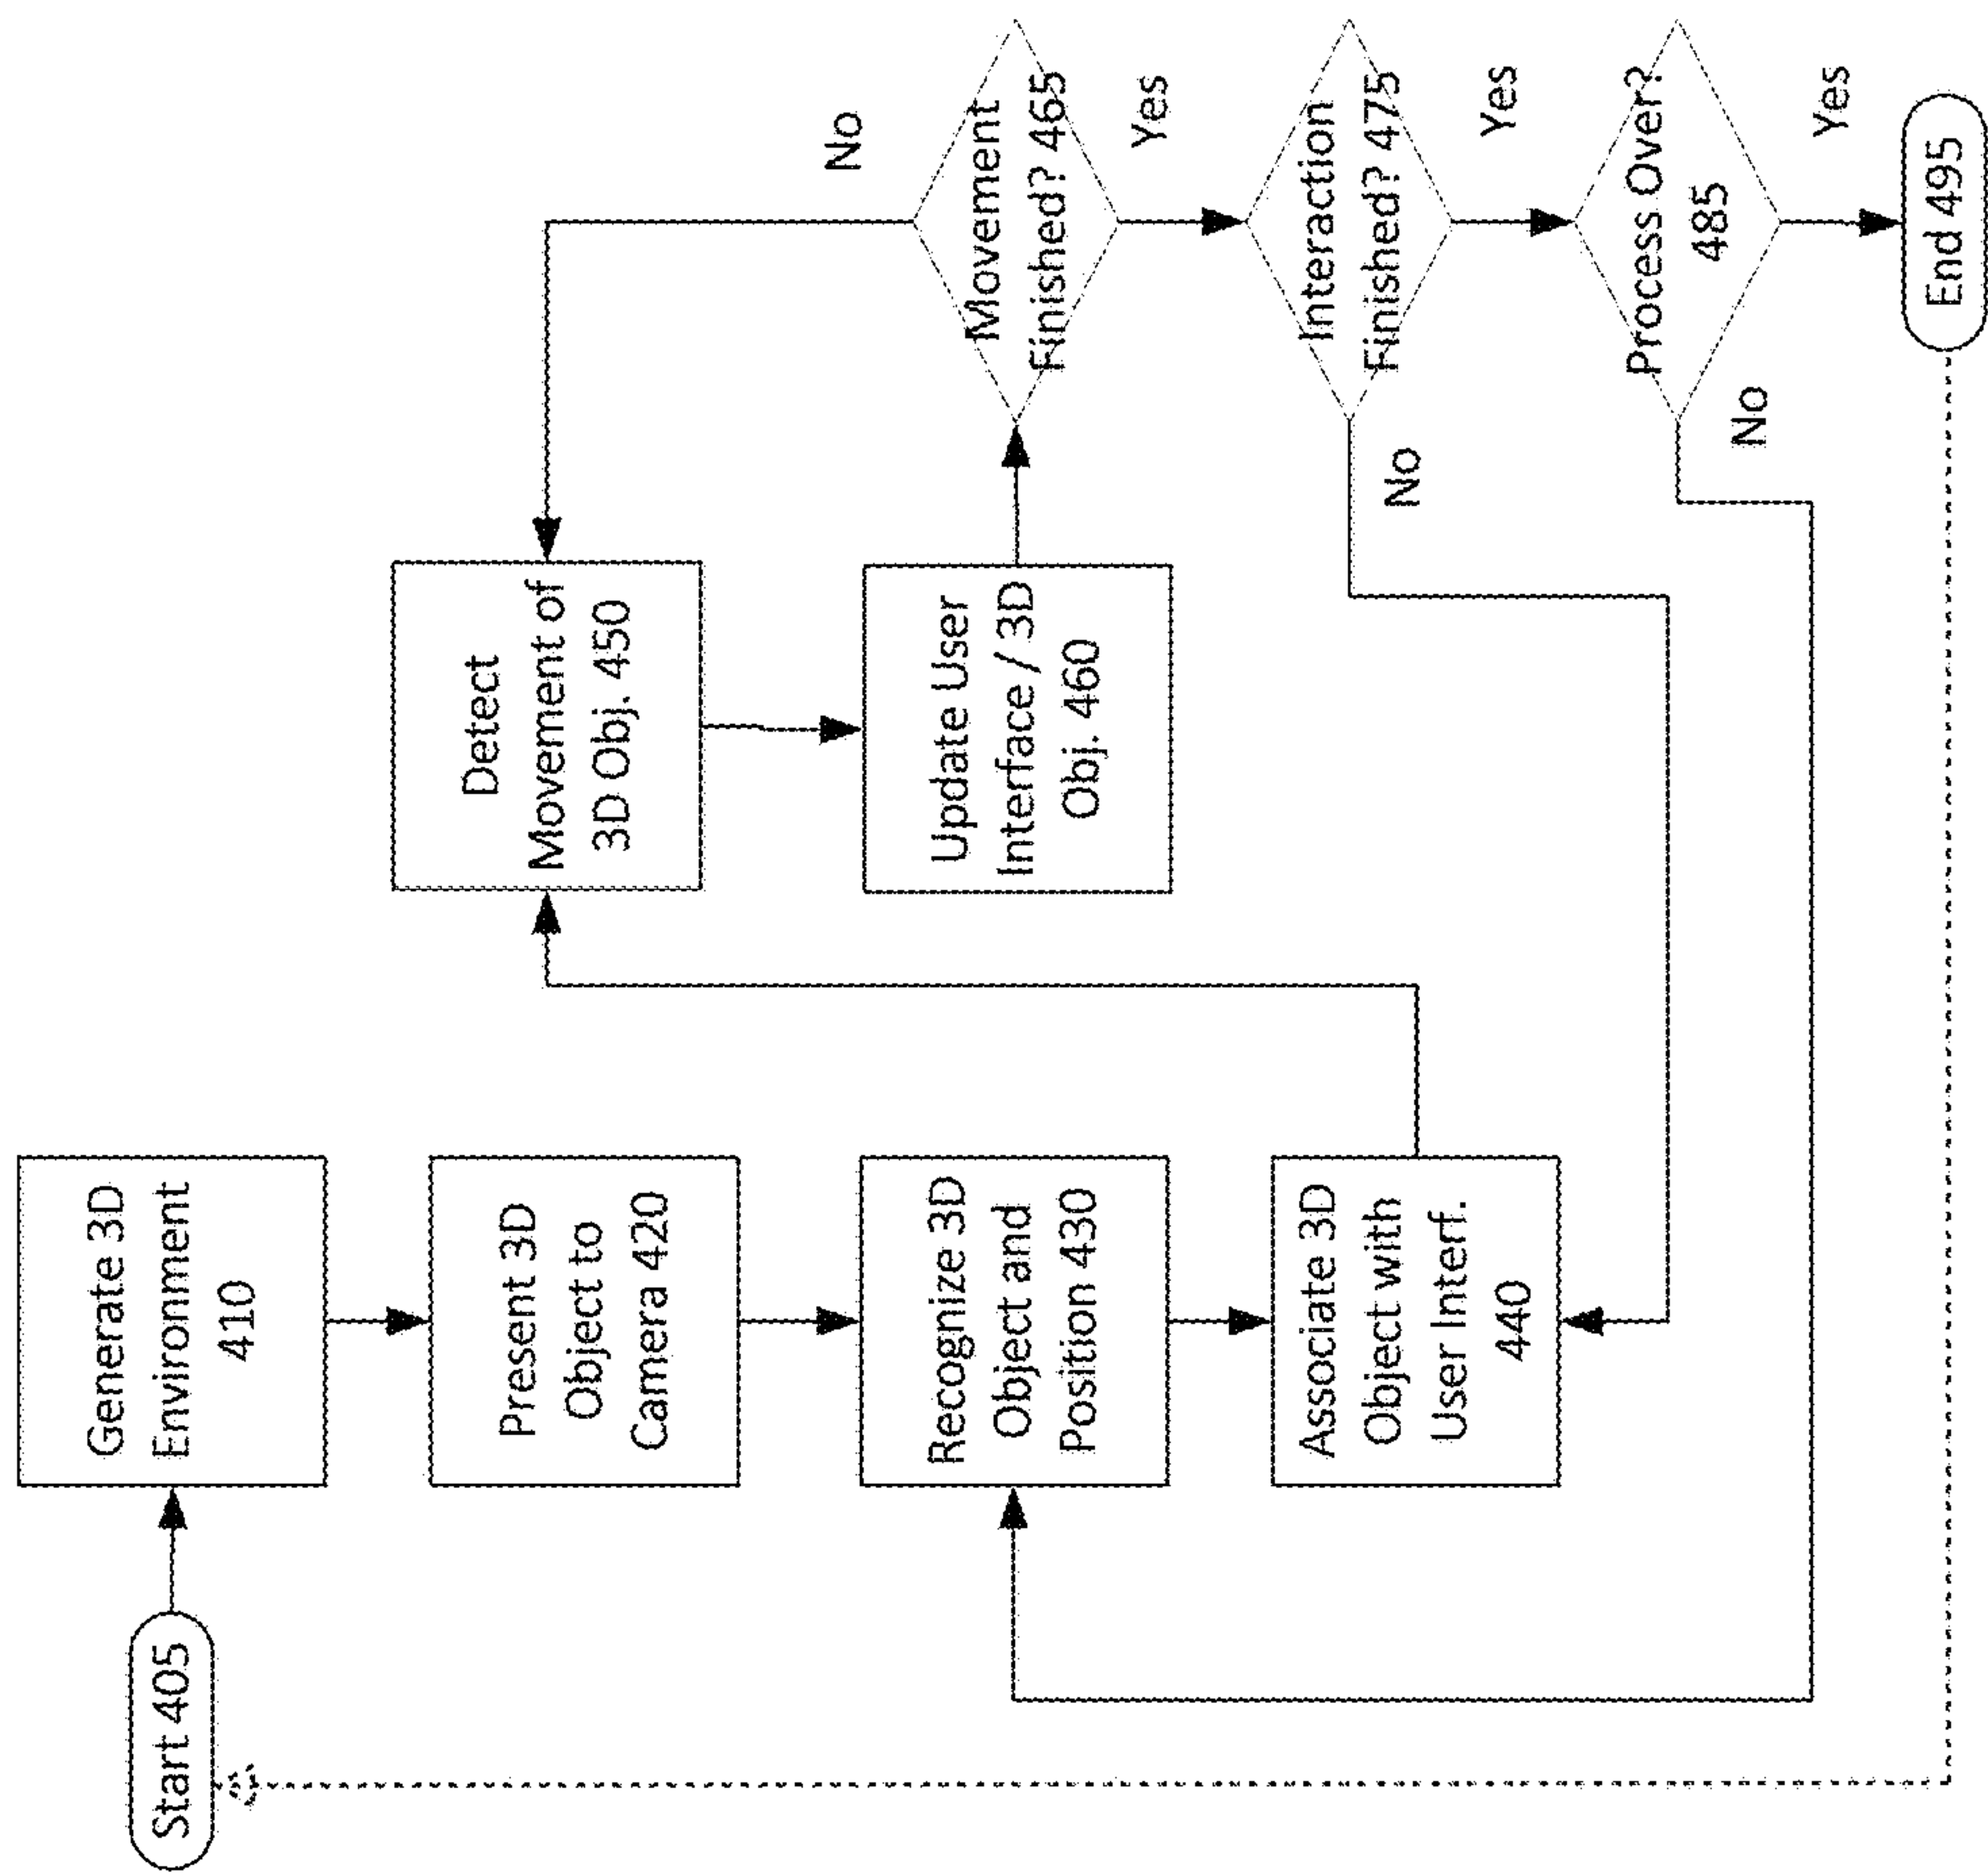 Start 405
Generate 3D
Environment
410
Present 3D
Object to
Camera 420
Recognize 3D
Object and
Position 430
Associate 3D
Object with
User Interf.
440
Detect
Movement of
3D Obj. 450
Update User
Interface / 3D
Obj. 460
No
Movement
Finished? 465
Yes
Interaction
Finished? 475
No
Yes
Process Over?
485
No
Yes
End 495